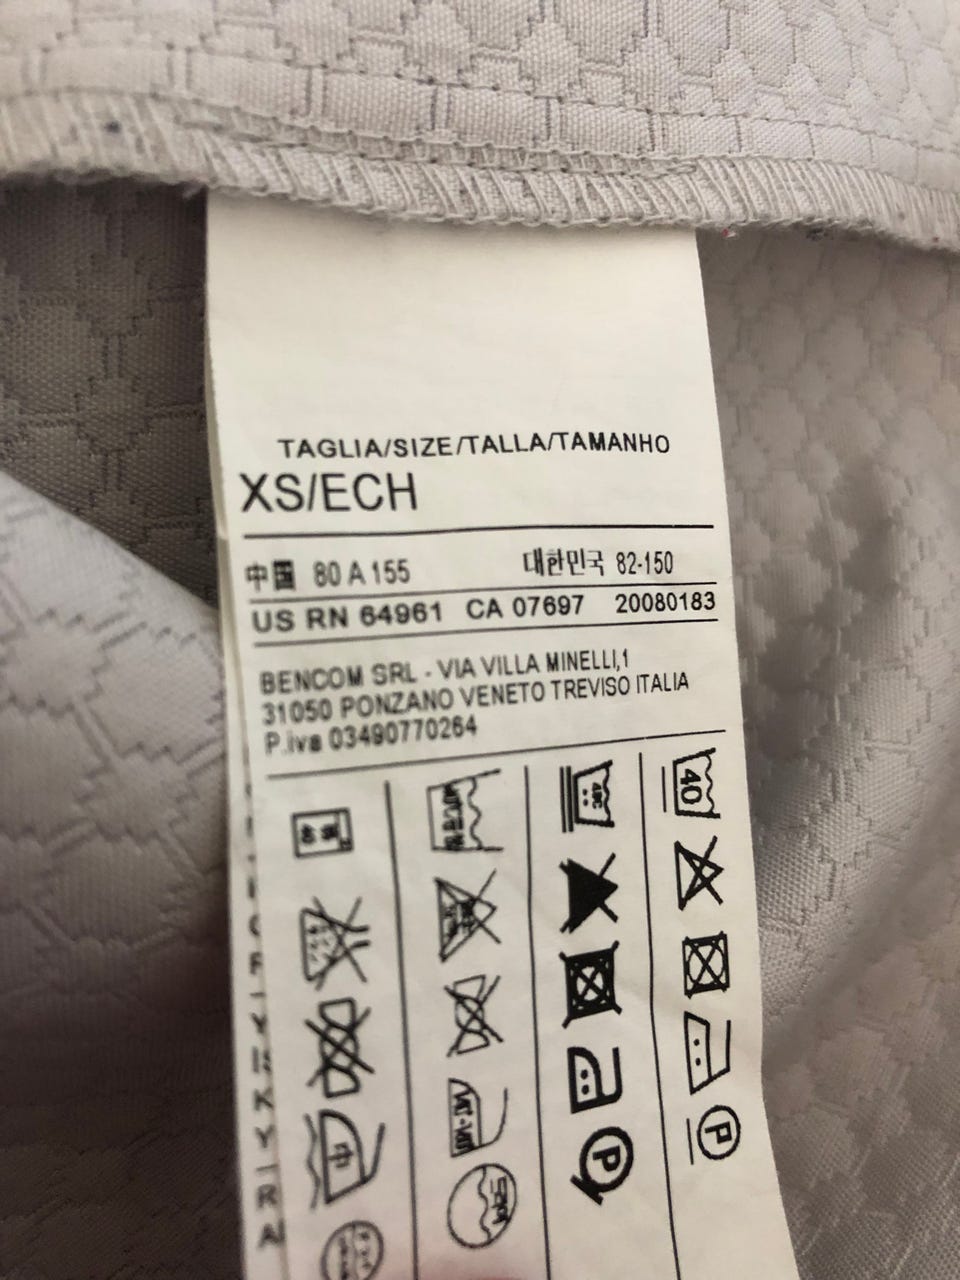 TAGLIA/SIZE/TALLA/TAMANHO
XS/ECH
中国 80 A 155 대한민국 82-150
US RN 64961 CA 07697 20080183
BENCOM SRL - VIA VILLA MINELLI,1
31050 PONZANO VENETO TREVISO ITALIA
P.iva 03490770264
40
P
P
中